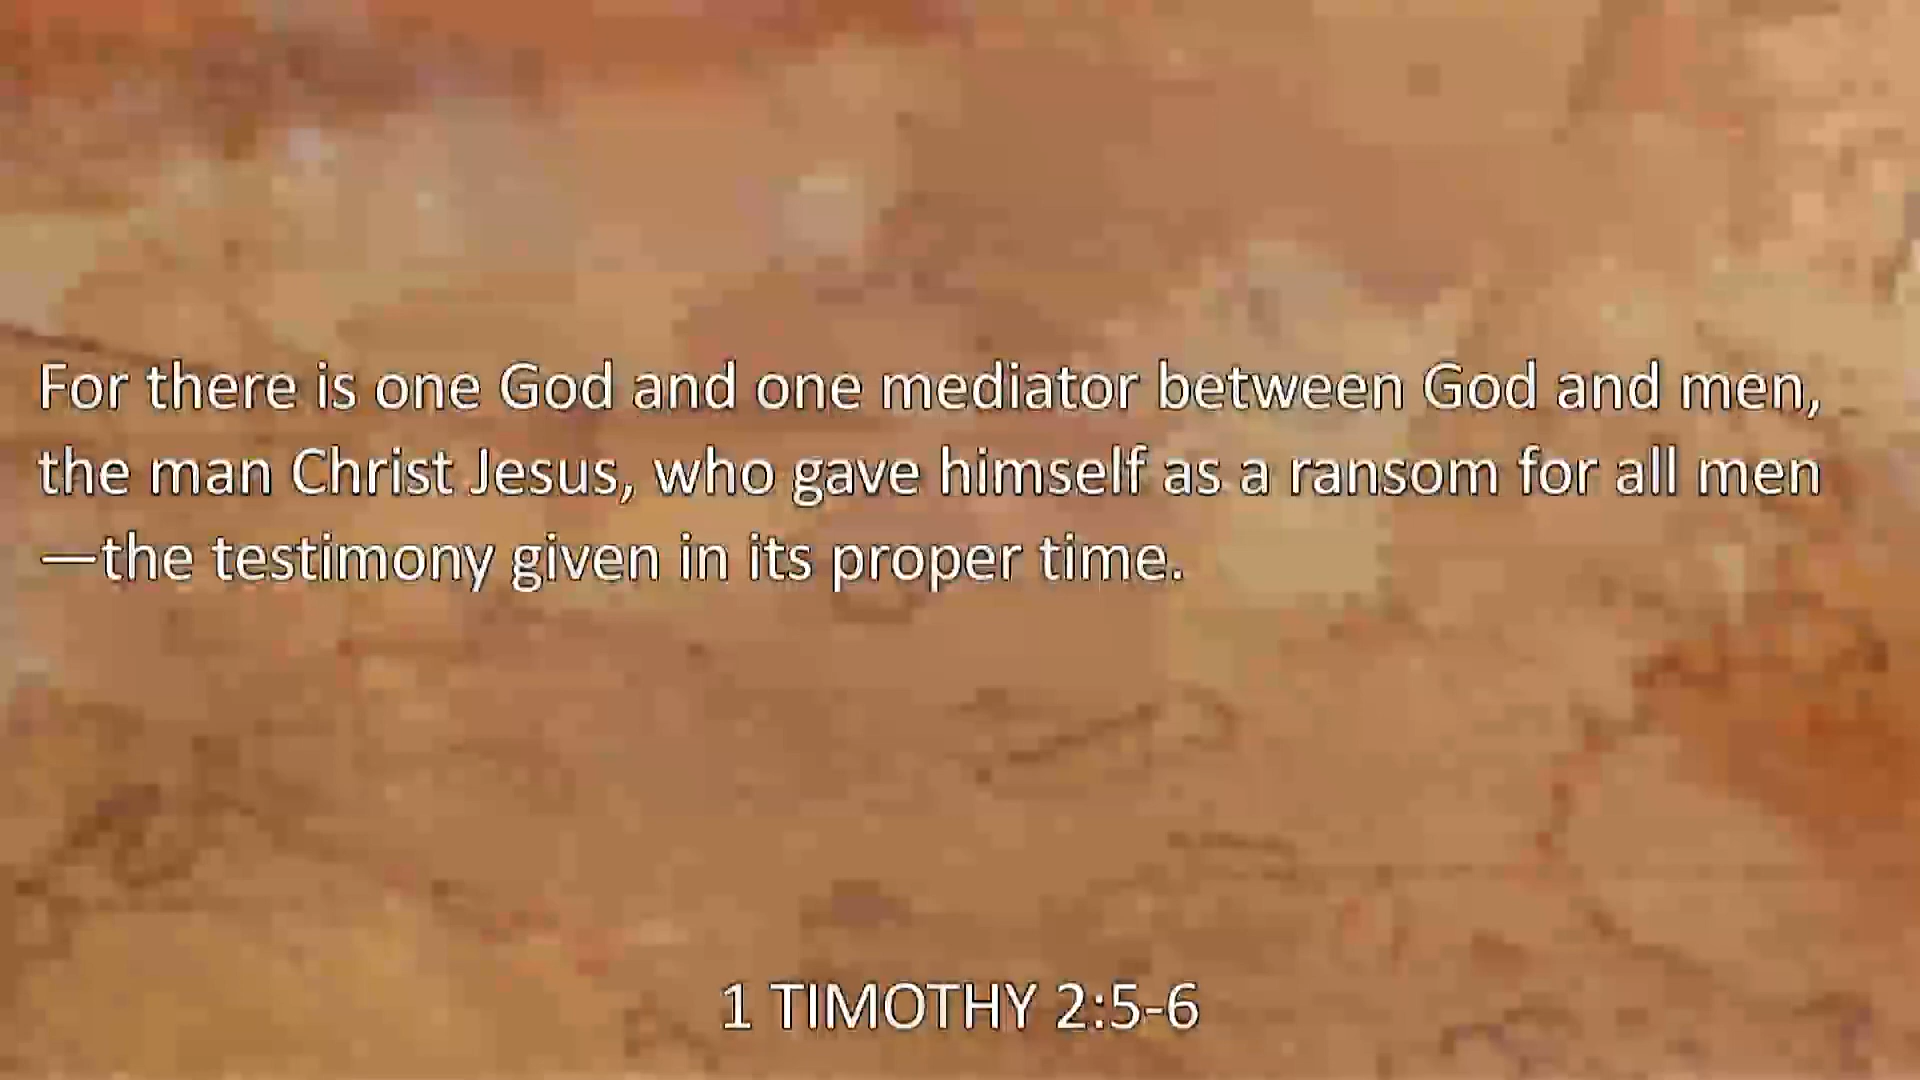 For there is one God and one mediator between God and men,
the man Christ Jesus, who gave himself as a ransom for all men
—the testimony given in its proper time.
1 TIMOTHY 2:5-6